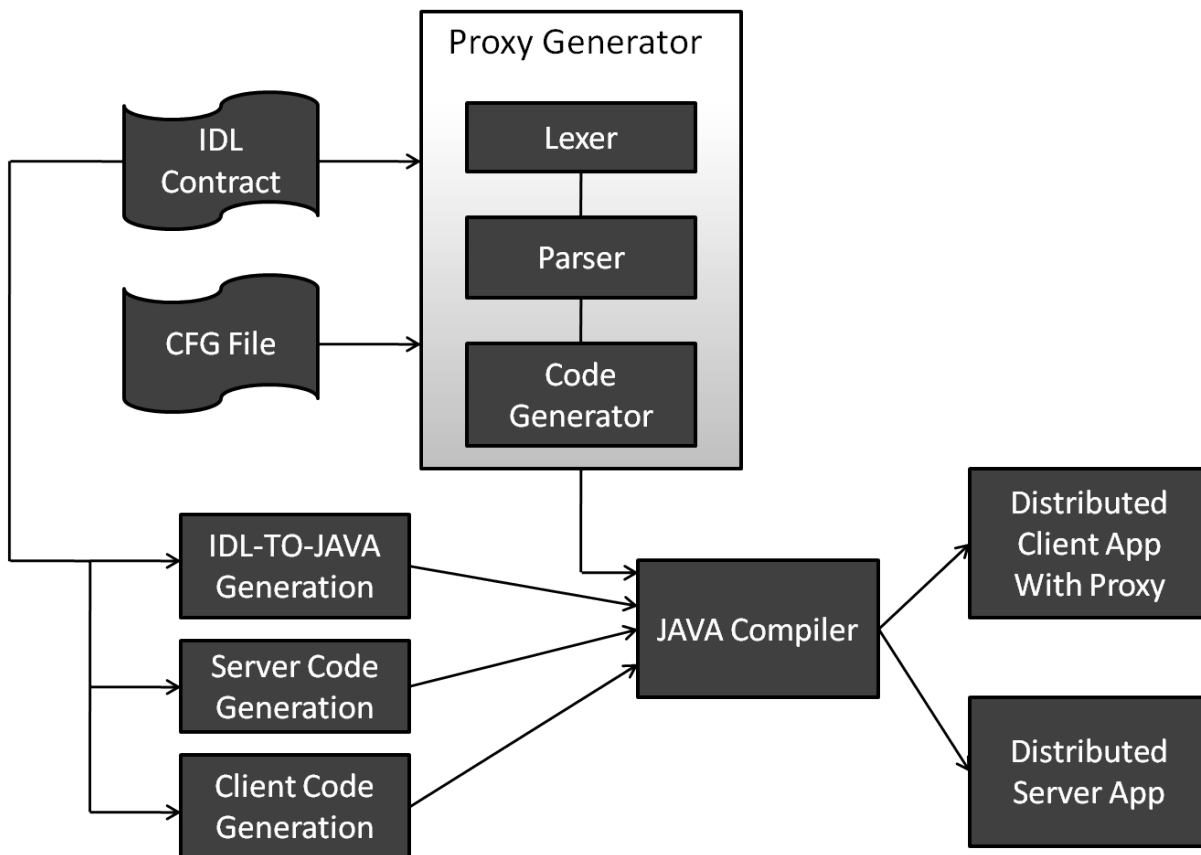 Proxy Generator
IDL
Contract
Lexer
Parser
CFG File
Code
Generator
IDL-TO-JAVA
Generation
Server Code
Generation
Client Code
Generation
JAVA Compiler
Distributed
Client App
With Proxy
Distributed
Server App